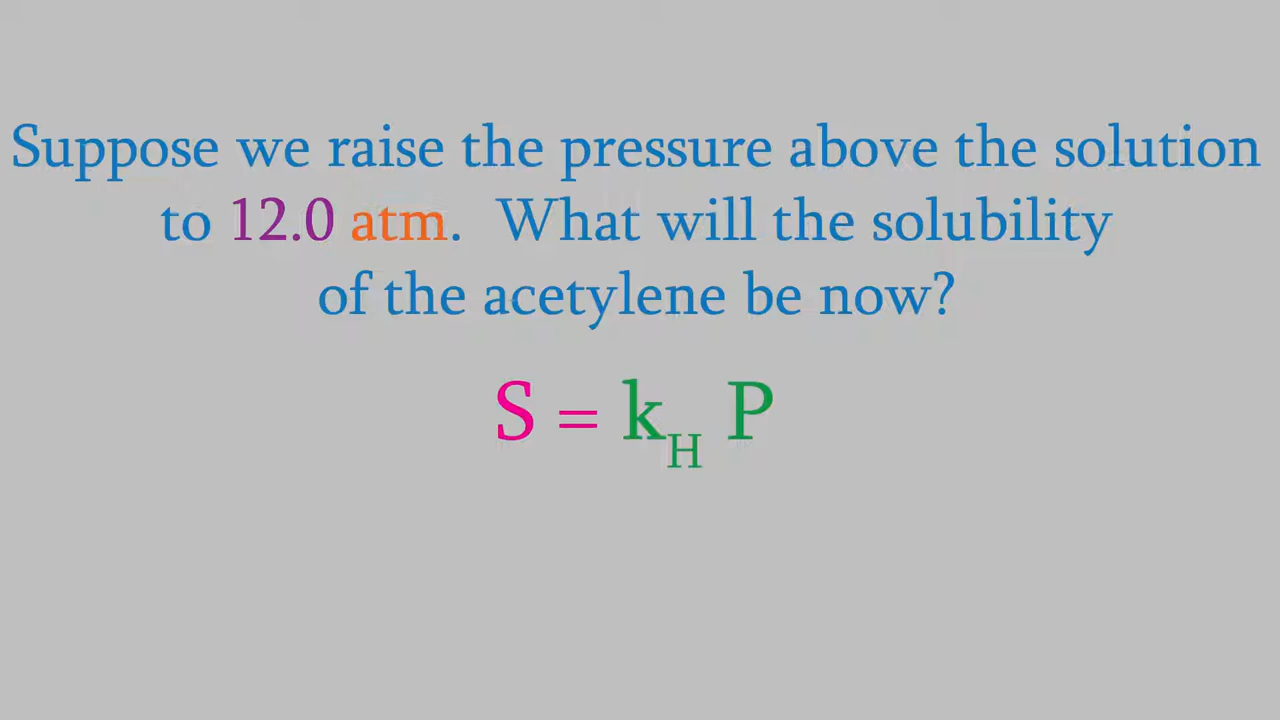 Suppose we raise the pressure above the solution
to 12.0 atm. What will the solubility
of the acetylene be now?
S = k_H P